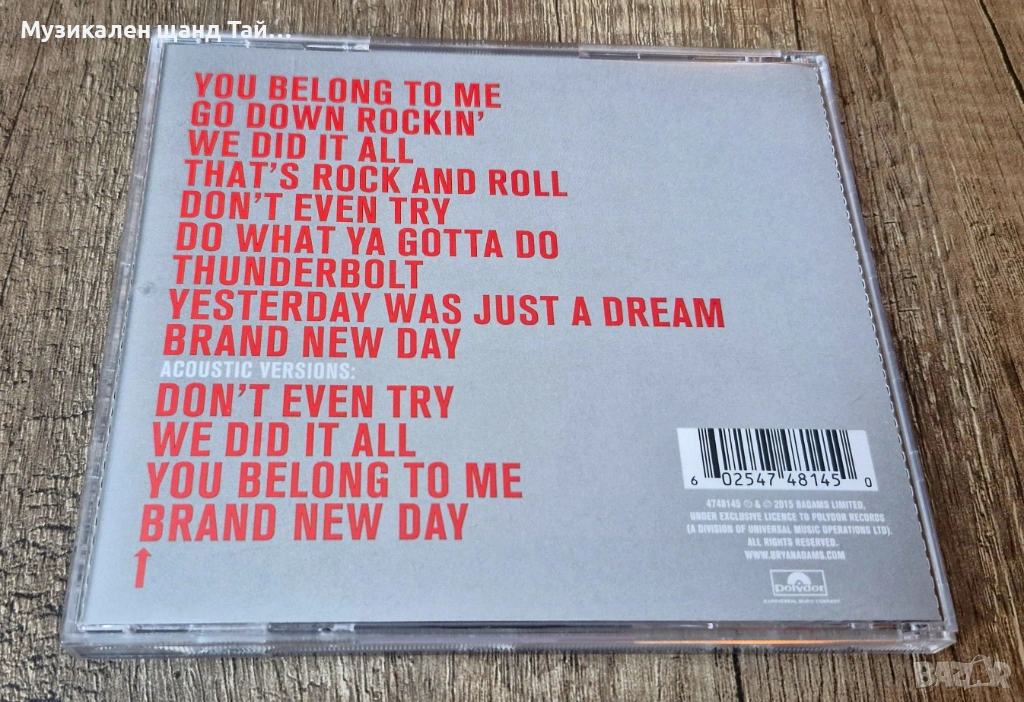 Музикален щанд Тай...
YOU BELONG TO ME
GO DOWN ROCKIN'
WE DID IT ALL
THAT'S ROCK AND ROLL
DON'T EVEN TRY
DO WHAT YA GOTTA DO
THUNDERBOLT
YESTERDAY WAS JUST A DREAM
BRAND NEW DAY
ACOUSTIC VERSIONS:
DON'T EVEN TRY
WE DID IT ALL
YOU BELONG TO ME
BRAND NEW DAY
6 02547 48145 0
4748145 ℗ & © 2015 BADAMS LIMITED,
UNDER EXCLUSIVE LICENCE TO POLYDOR RECORDS
(A DIVISION OF UNIVERSAL MUSIC OPERATIONS LTD).
ALL RIGHTS RESERVED.
WWW.BRYANADAMS.COM
Polydor
A UNIVERSAL MUSIC COMPANY
BAZAR